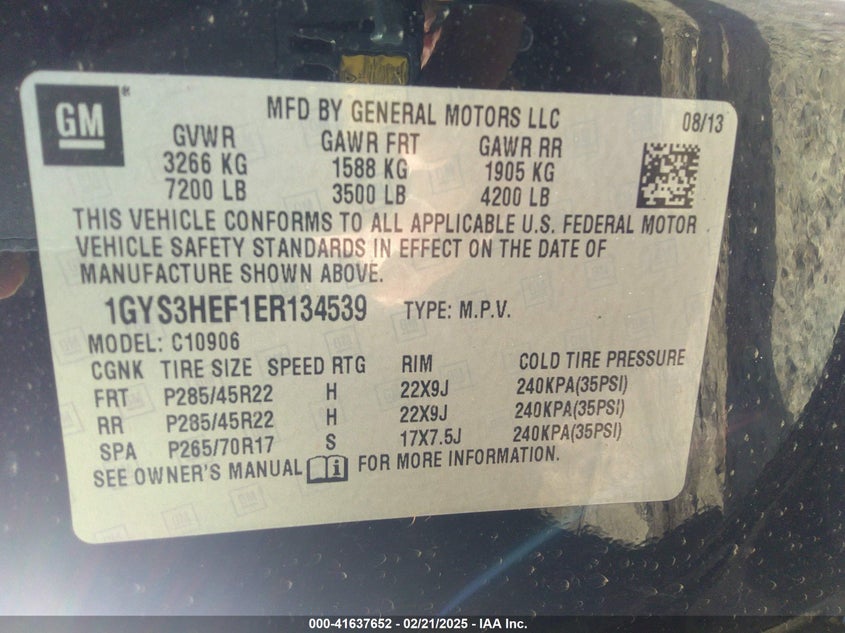 GM®
MFD BY GENERAL MOTORS LLC
08/13
GVWR GAWR FRT GAWR RR
3266 KG 1588 KG 1905 KG
7200 LB 3500 LB 4200 LB
THIS VEHICLE CONFORMS TO ALL APPLICABLE U.S. FEDERAL MOTOR
VEHICLE SAFETY STANDARDS IN EFFECT ON THE DATE OF
MANUFACTURE SHOWN ABOVE.
1GYS3HEF1ER134539 TYPE: M.P.V.
MODEL: C10906
CGNK TIRE SIZE SPEED RTG RIM COLD TIRE PRESSURE
FRT P285/45R22 H 22X9J 240KPA(35PSI)
RR P285/45R22 H 22X9J 240KPA(35PSI)
SPA P265/70R17 S 17X7.5J 240KPA(35PSI)
SEE OWNER'S MANUAL i FOR MORE INFORMATION.
000-41637652 / 02/21/2025 - IAA Inc.